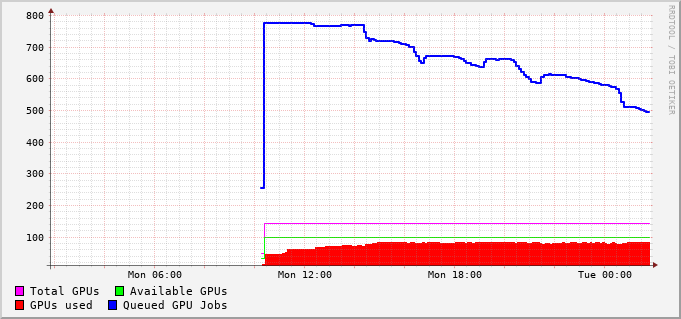 800
700
600
500
400
300
200
100
Mon 06:00 Mon 12:00 Mon 18:00 Tue 00:00
Total GPUs Available GPUs
GPUs used Queued GPU Jobs
RRDTOOL / TOBI OETIKER